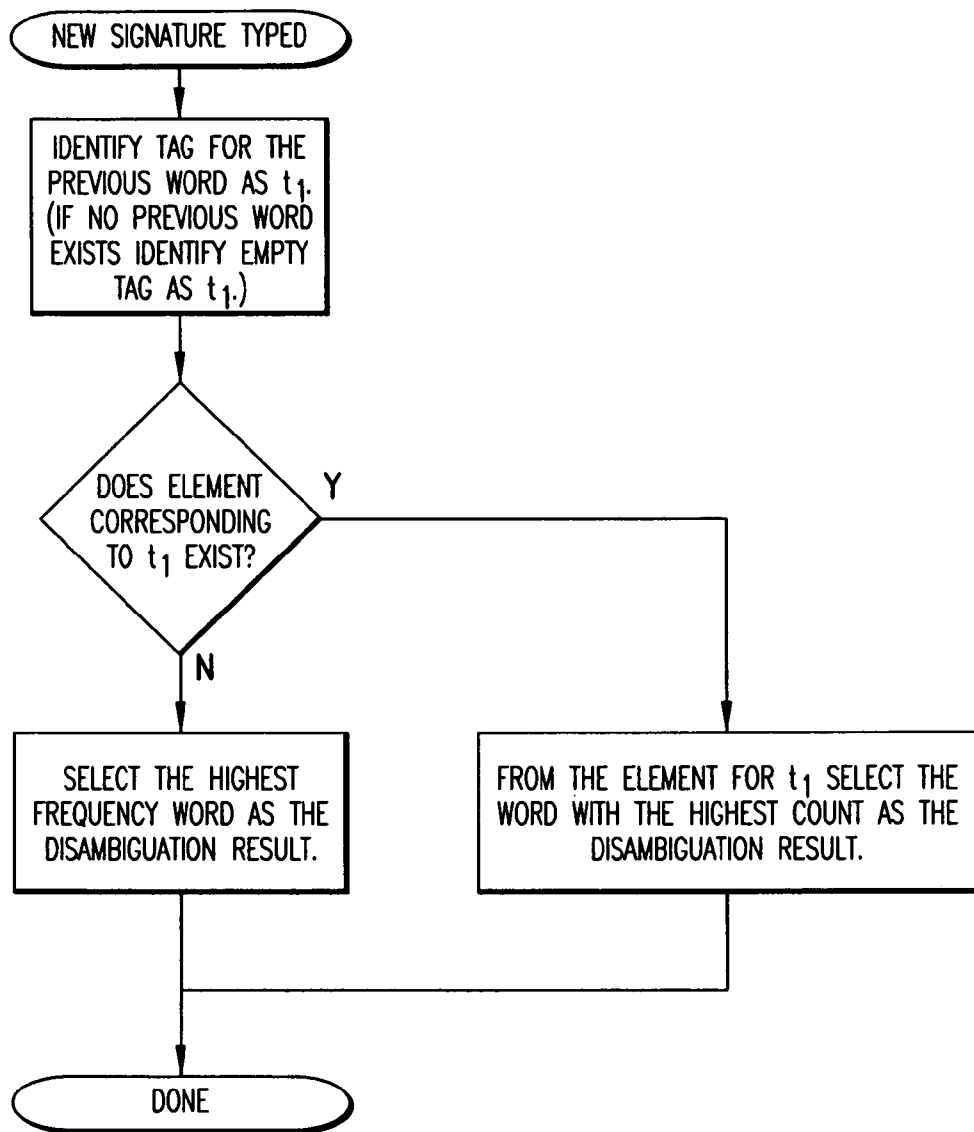 NEW SIGNATURE TYPED
IDENTIFY TAG FOR THE
PREVIOUS WORD AS t1.
(IF NO PREVIOUS WORD
EXISTS IDENTIFY EMPTY
TAG AS t1.)
DOES ELEMENT
CORRESPONDING
TO t1 EXIST?
Y
N
SELECT THE HIGHEST
FREQUENCY WORD AS THE
DISAMBIGUATION RESULT.
FROM THE ELEMENT FOR t1 SELECT THE
WORD WITH THE HIGHEST COUNT AS THE
DISAMBIGUATION RESULT.
DONE